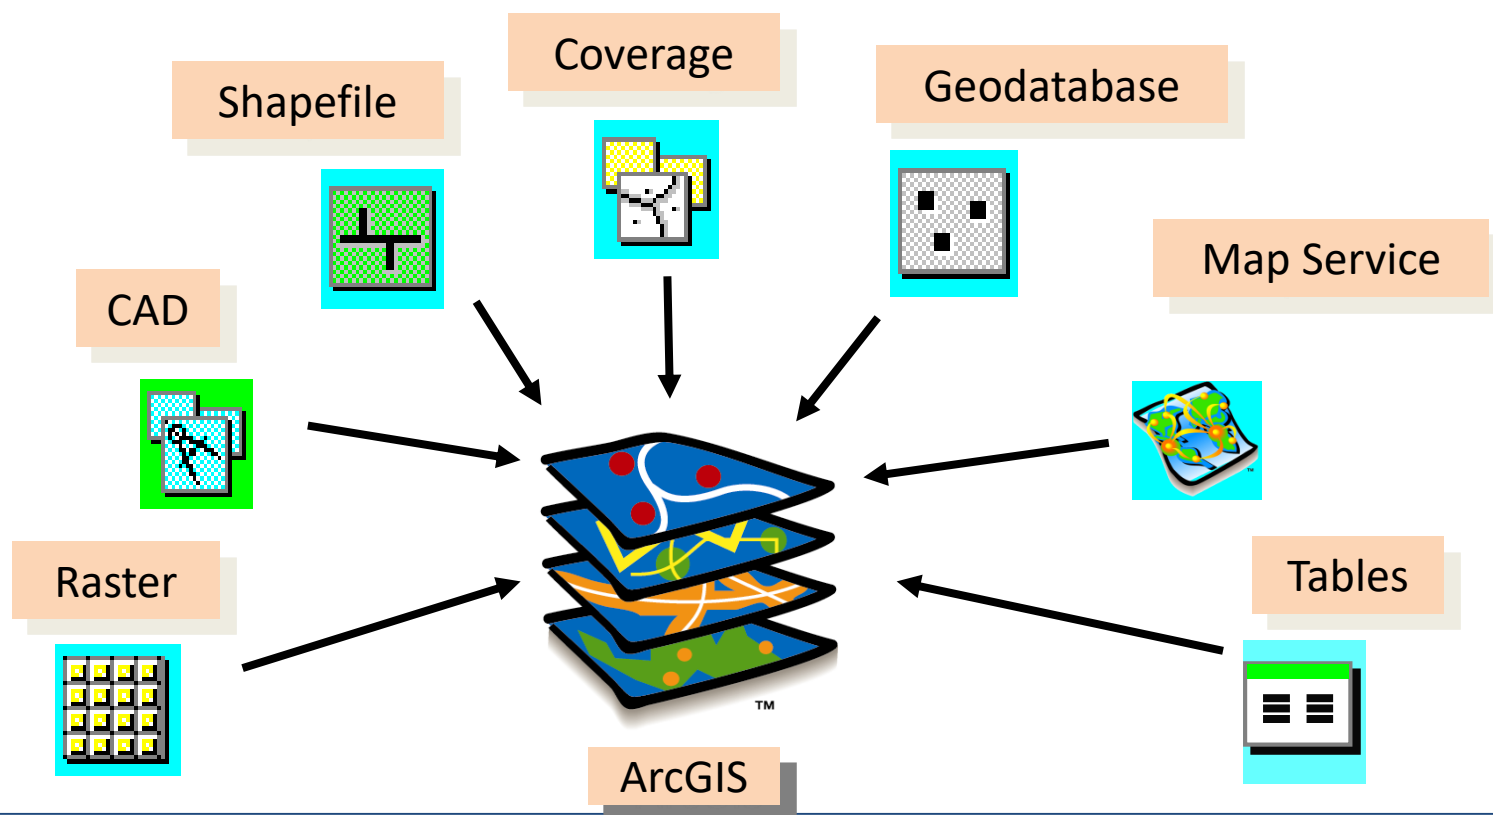 Coverage
Geodatabase
Shapefile
Map Service
CAD
Raster
Tables
TM
ArcGIS